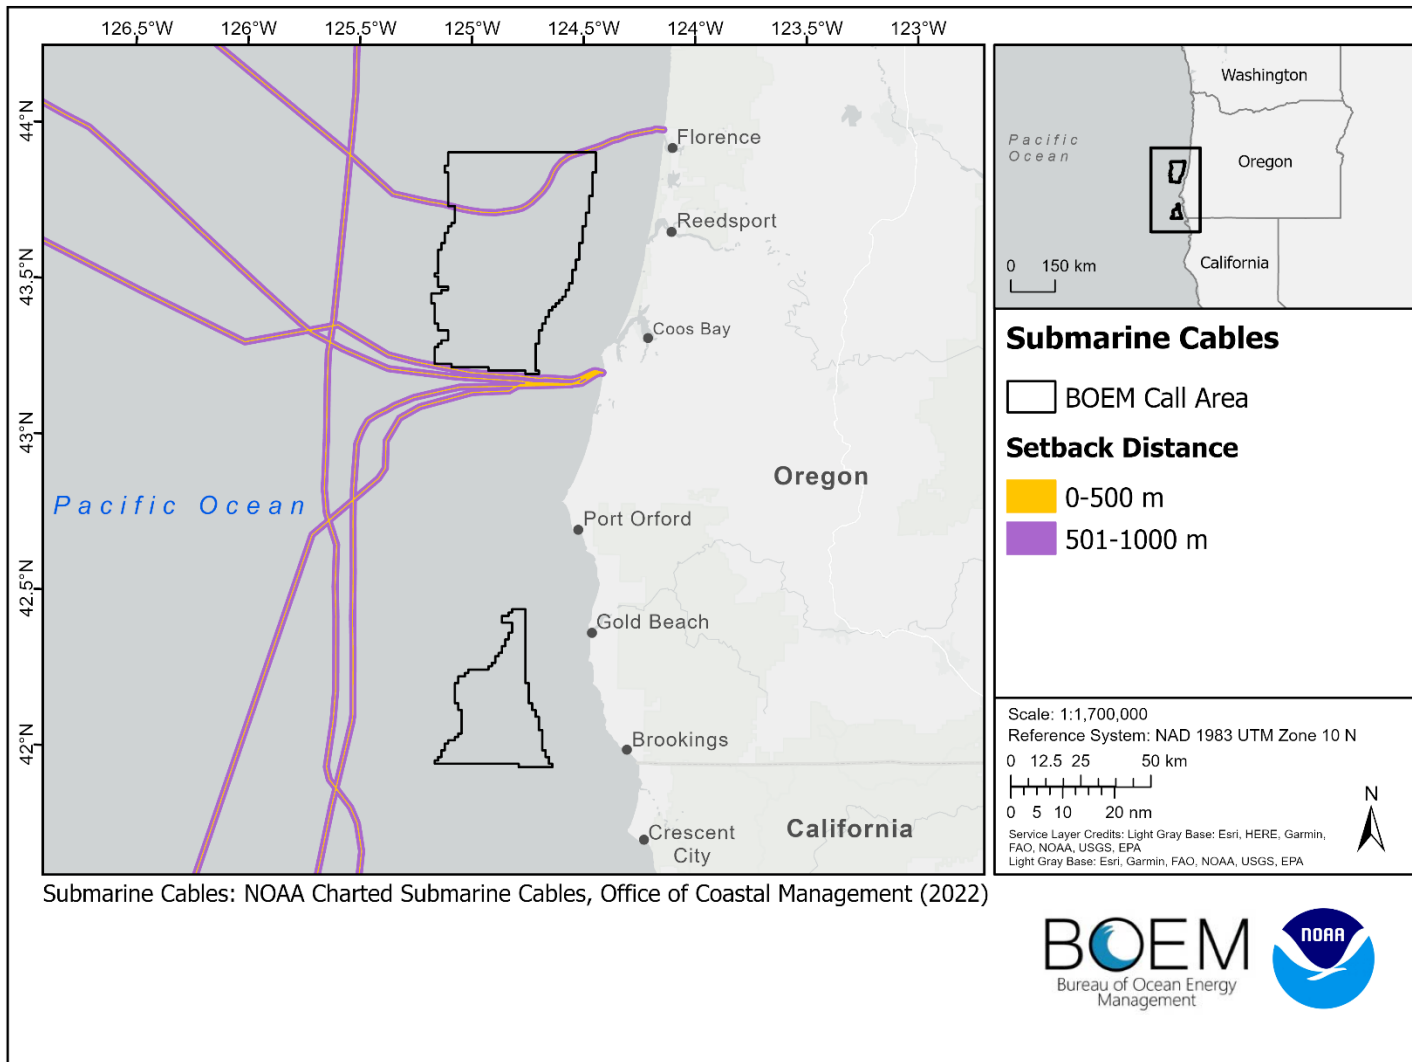 126.5°W 126°W 125.5°W 125°W 124.5°W 124°W 123.5°W 123°W
44°N
43.5°N
43°N
42.5°N
42°N
Florence
Reedsport
Coos Bay
Oregon
Pacific Ocean
Port Orford
Gold Beach
Brookings
Crescent
City
California
Washington
Pacific
Ocean
Oregon
California
0 150 km
Submarine Cables
BOEM Call Area
Setback Distance
0-500 m
501-1000 m
Scale: 1:1,700,000
Reference System: NAD 1983 UTM Zone 10 N
0 12.5 25 50 km
0 5 10 20 nm
N
Service Layer Credits: Light Gray Base: Esri, HERE, Garmin,
FAO, NOAA, USGS, EPA
Light Gray Base: Esri, Garmin, FAO, NOAA, USGS, EPA
Submarine Cables: NOAA Charted Submarine Cables, Office of Coastal Management (2022)
BOEM
Bureau of Ocean Energy
Management
NOAA